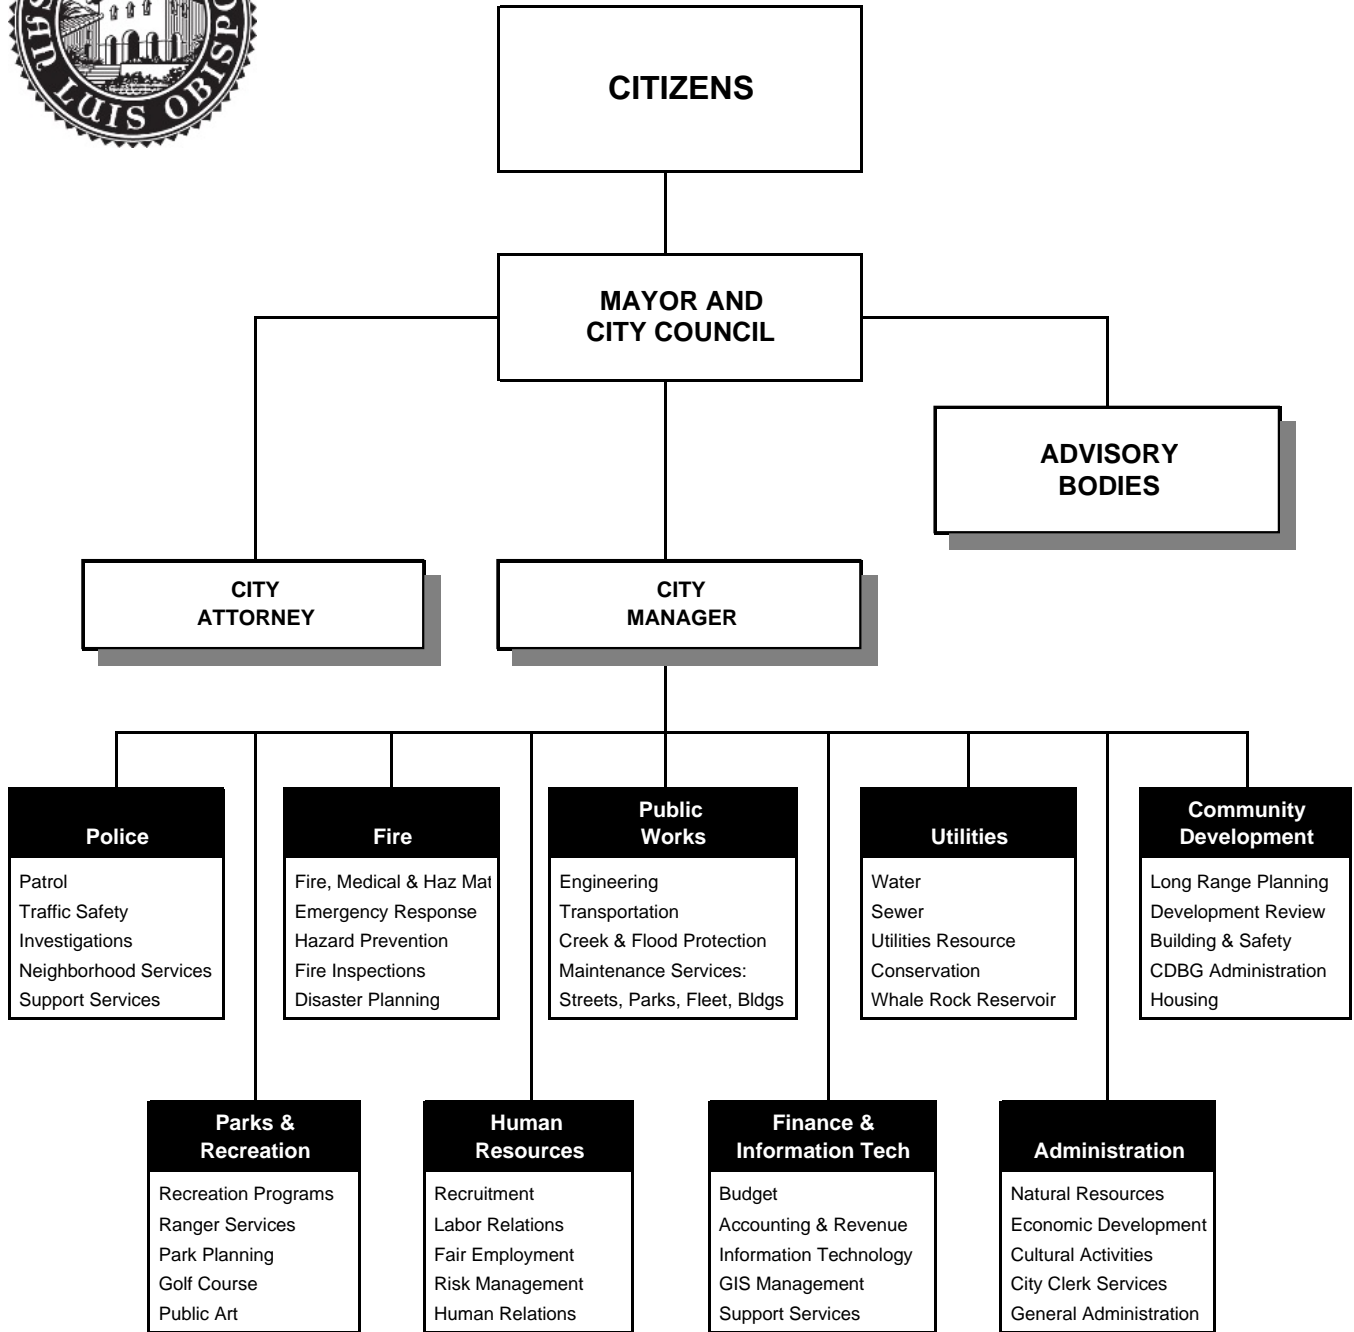 SAN LUIS OBISPO
CITIZENS
MAYOR AND
CITY COUNCIL
ADVISORY
BODIES
CITY
ATTORNEY
CITY
MANAGER
Police
Patrol
Traffic Safety
Investigations
Neighborhood Services
Support Services
Fire
Fire, Medical & Haz Mat
Emergency Response
Hazard Prevention
Fire Inspections
Disaster Planning
Public
Works
Engineering
Transportation
Creek & Flood Protection
Maintenance Services:
Streets, Parks, Fleet, Bldgs
Utilities
Water
Sewer
Utilities Resource
Conservation
Whale Rock Reservoir
Community
Development
Long Range Planning
Development Review
Building & Safety
CDBG Administration
Housing
Parks &
Recreation
Recreation Programs
Ranger Services
Park Planning
Golf Course
Public Art
Human
Resources
Recruitment
Labor Relations
Fair Employment
Risk Management
Human Relations
Finance &
Information Tech
Budget
Accounting & Revenue
Information Technology
GIS Management
Support Services
Administration
Natural Resources
Economic Development
Cultural Activities
City Clerk Services
General Administration